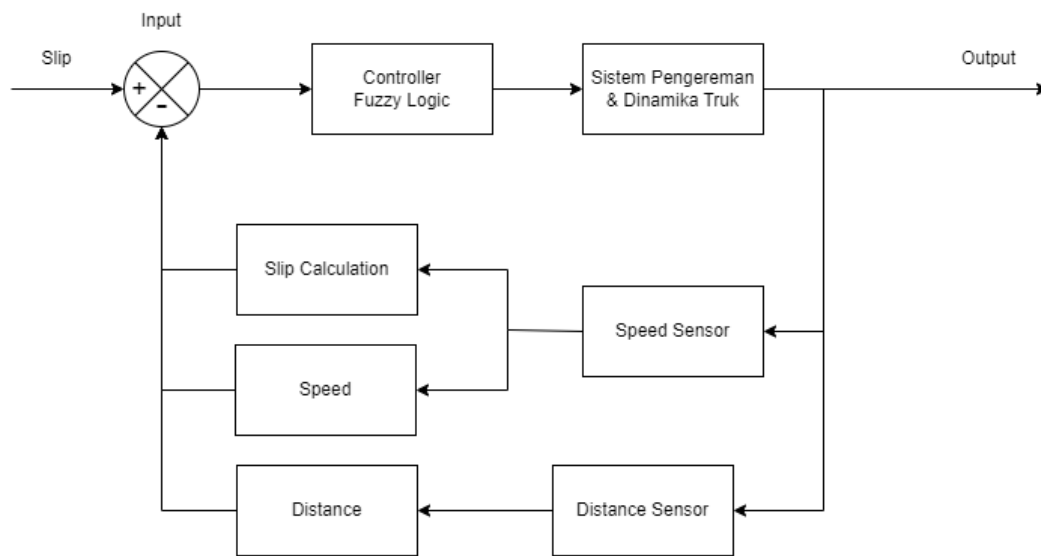 Input
Slip
Output
+
-
Controller
Fuzzy Logic
Sistem Pengereman
& Dinamika Truk
Slip Calculation
Speed Sensor
Speed
Distance
Distance Sensor